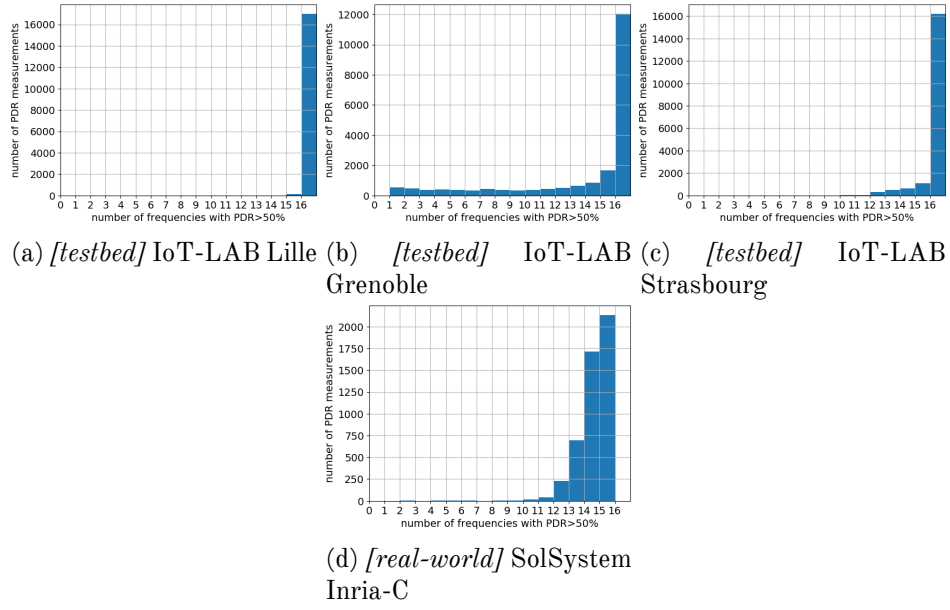 16000
14000
12000
10000
8000
6000
4000
2000
0
number of PDR measurements
0 1 2 3 4 5 6 7 8 9 10 11 12 13 14 15 16
number of frequencies with PDR>50%
12000
10000
8000
6000
4000
2000
0
number of PDR measurements
0 1 2 3 4 5 6 7 8 9 10 11 12 13 14 15 16
number of frequencies with PDR>50%
16000
14000
12000
10000
8000
6000
4000
2000
0
number of PDR measurements
0 1 2 3 4 5 6 7 8 9 10 11 12 13 14 15 16
number of frequencies with PDR>50%
(a) [testbed] IoT-LAB Lille
(b) [testbed] IoT-LAB
Grenoble
(c) [testbed] IoT-LAB
Strasbourg
2000
1750
1500
1250
1000
750
500
250
0
number of PDR measurements
0 1 2 3 4 5 6 7 8 9 10 11 12 13 14 15 16
number of frequencies with PDR>50%
(d) [real-world] SolSystem
Inria-C